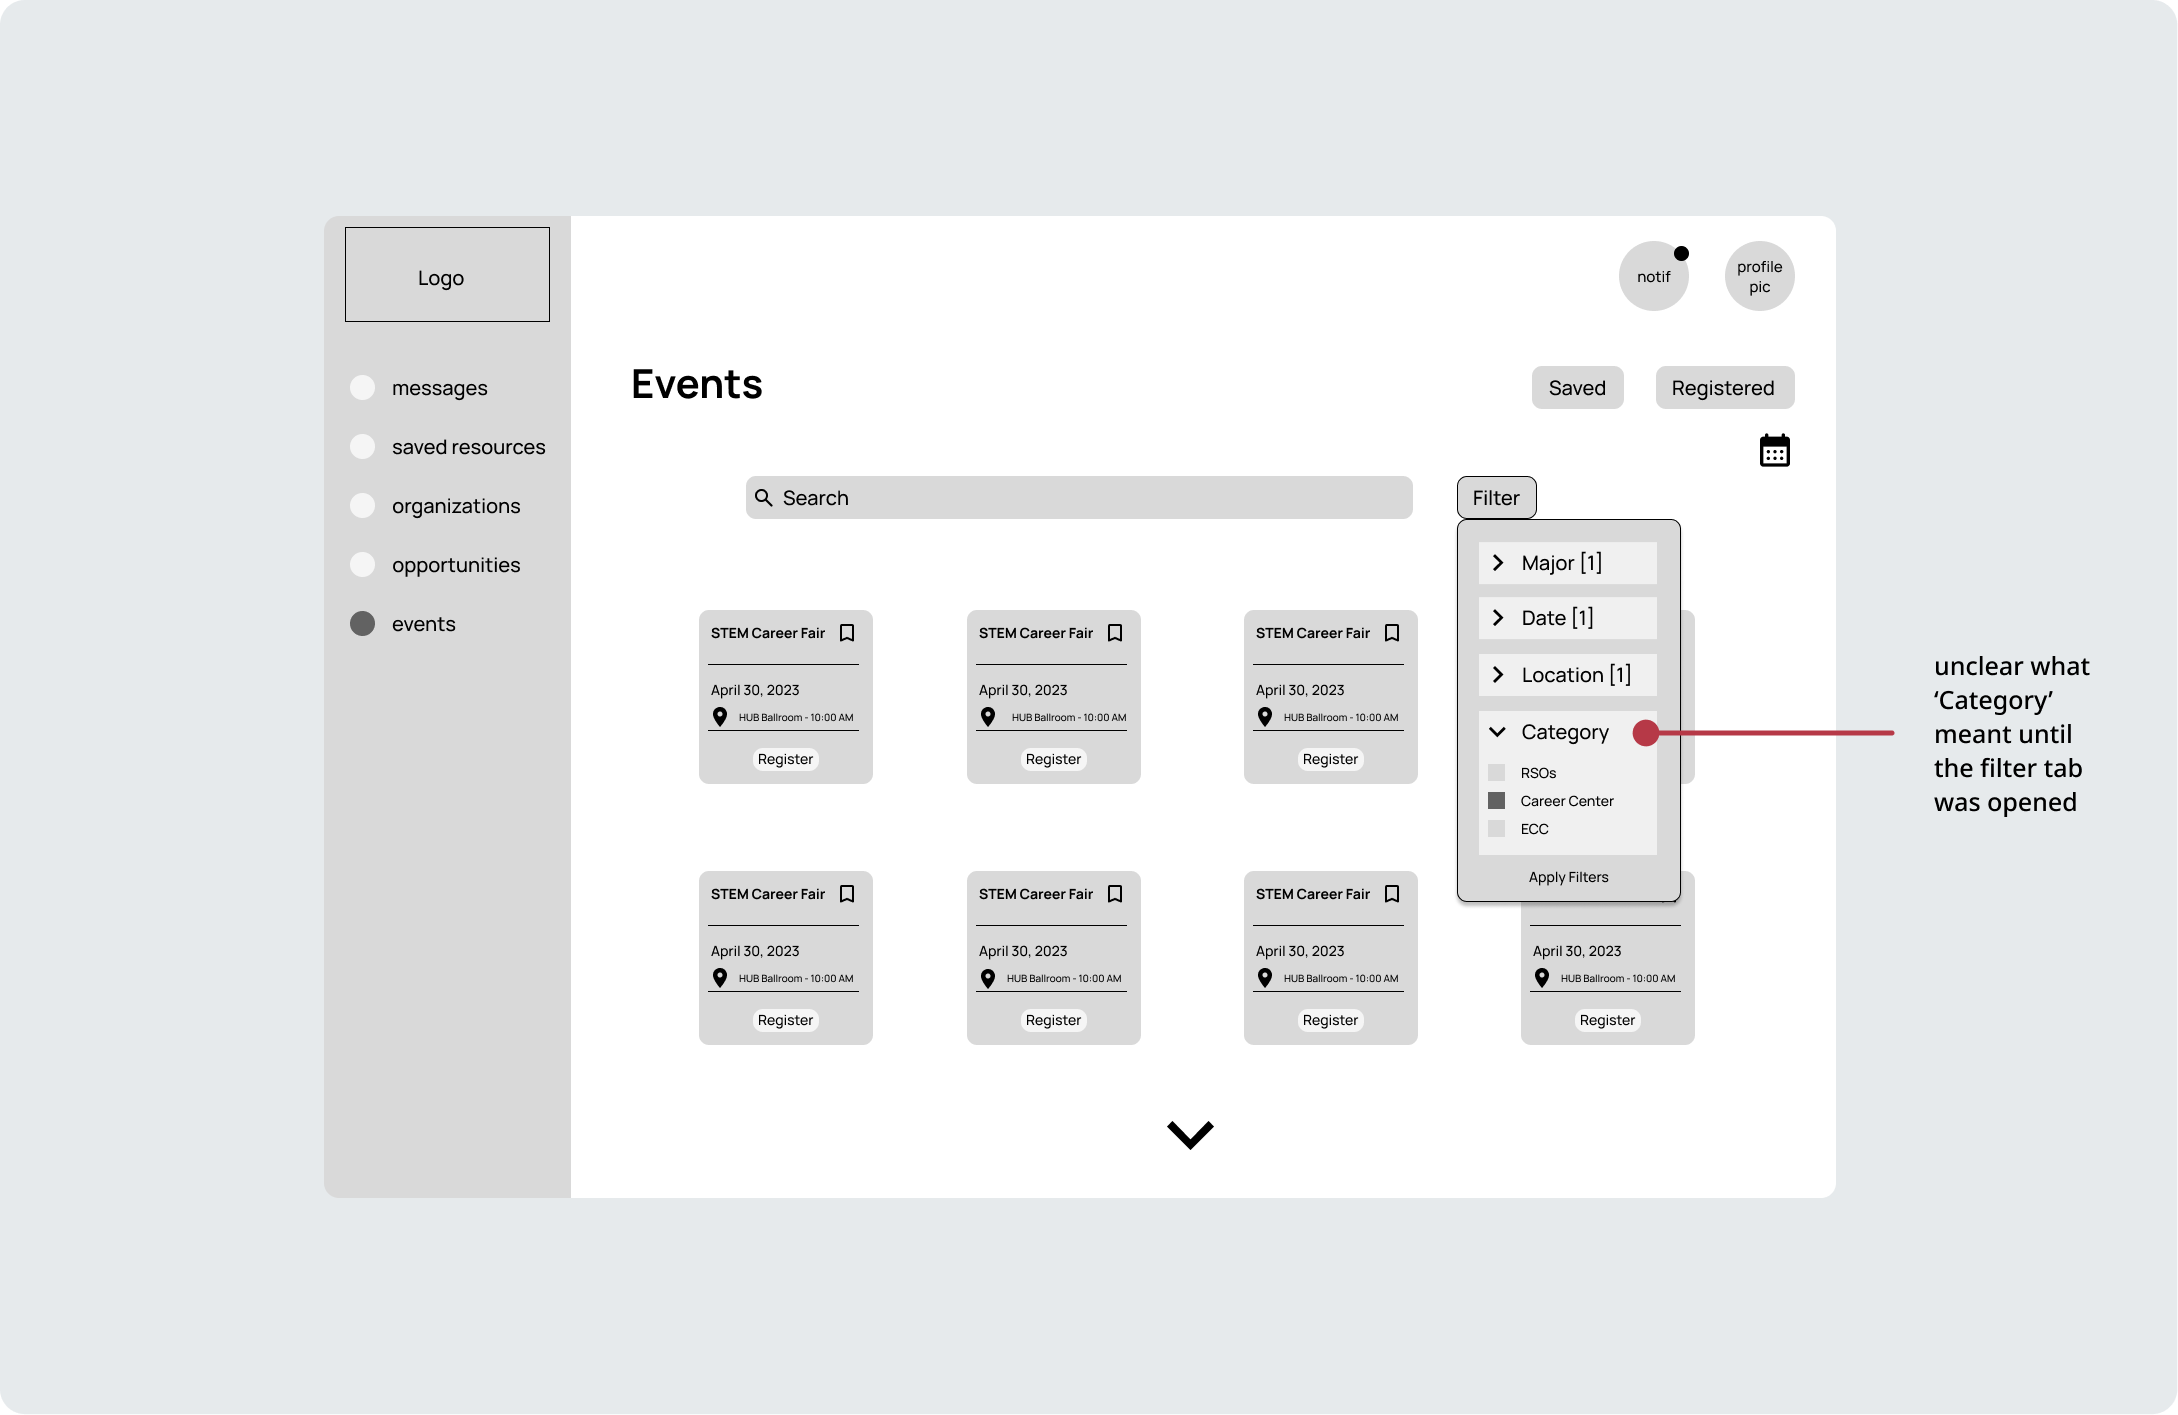 Logo
messages
saved resources
organizations
opportunities
events
notif
profile
pic
Events
Saved
Registered
Search
Filter
Major [1]
Date [1]
Location [1]
Category
RSOs
Career Center
ECC
Apply Filters
STEM Career Fair
April 30, 2023
HUB Ballroom - 10:00 AM
Register
STEM Career Fair
April 30, 2023
HUB Ballroom - 10:00 AM
Register
STEM Career Fair
April 30, 2023
HUB Ballroom - 10:00 AM
Register
STEM Career Fair
April 30, 2023
HUB Ballroom - 10:00 AM
Register
STEM Career Fair
April 30, 2023
HUB Ballroom - 10:00 AM
Register
STEM Career Fair
April 30, 2023
HUB Ballroom - 10:00 AM
Register
April 30, 2023
HUB Ballroom - 10:00 AM
Register
unclear what
‘Category’
meant until
the filter tab
was opened